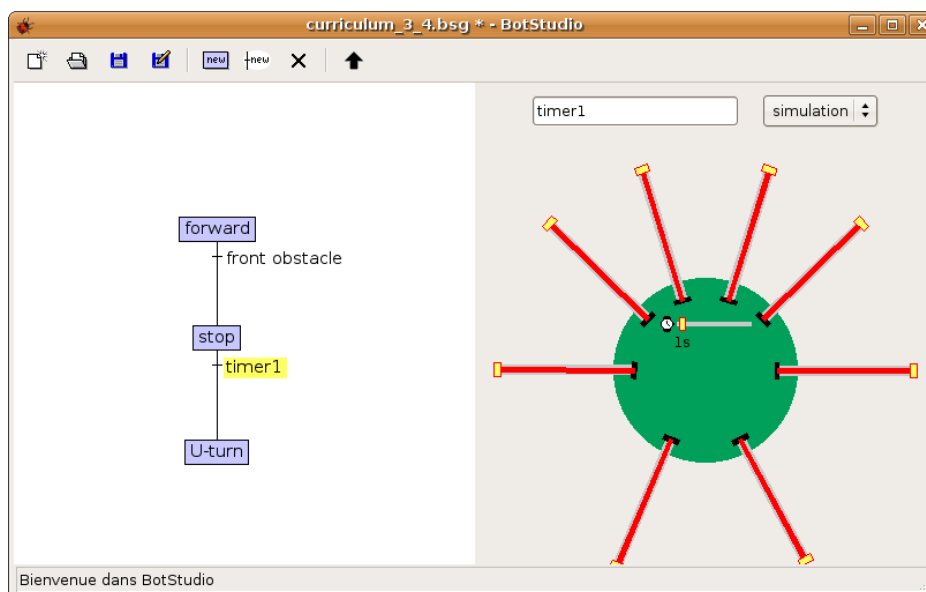 curriculum_3_4.bsg * - BotStudio
new
new
timer1
simulation
forward
front obstacle
stop
timer1
U-turn
1s
Bienvenue dans BotStudio